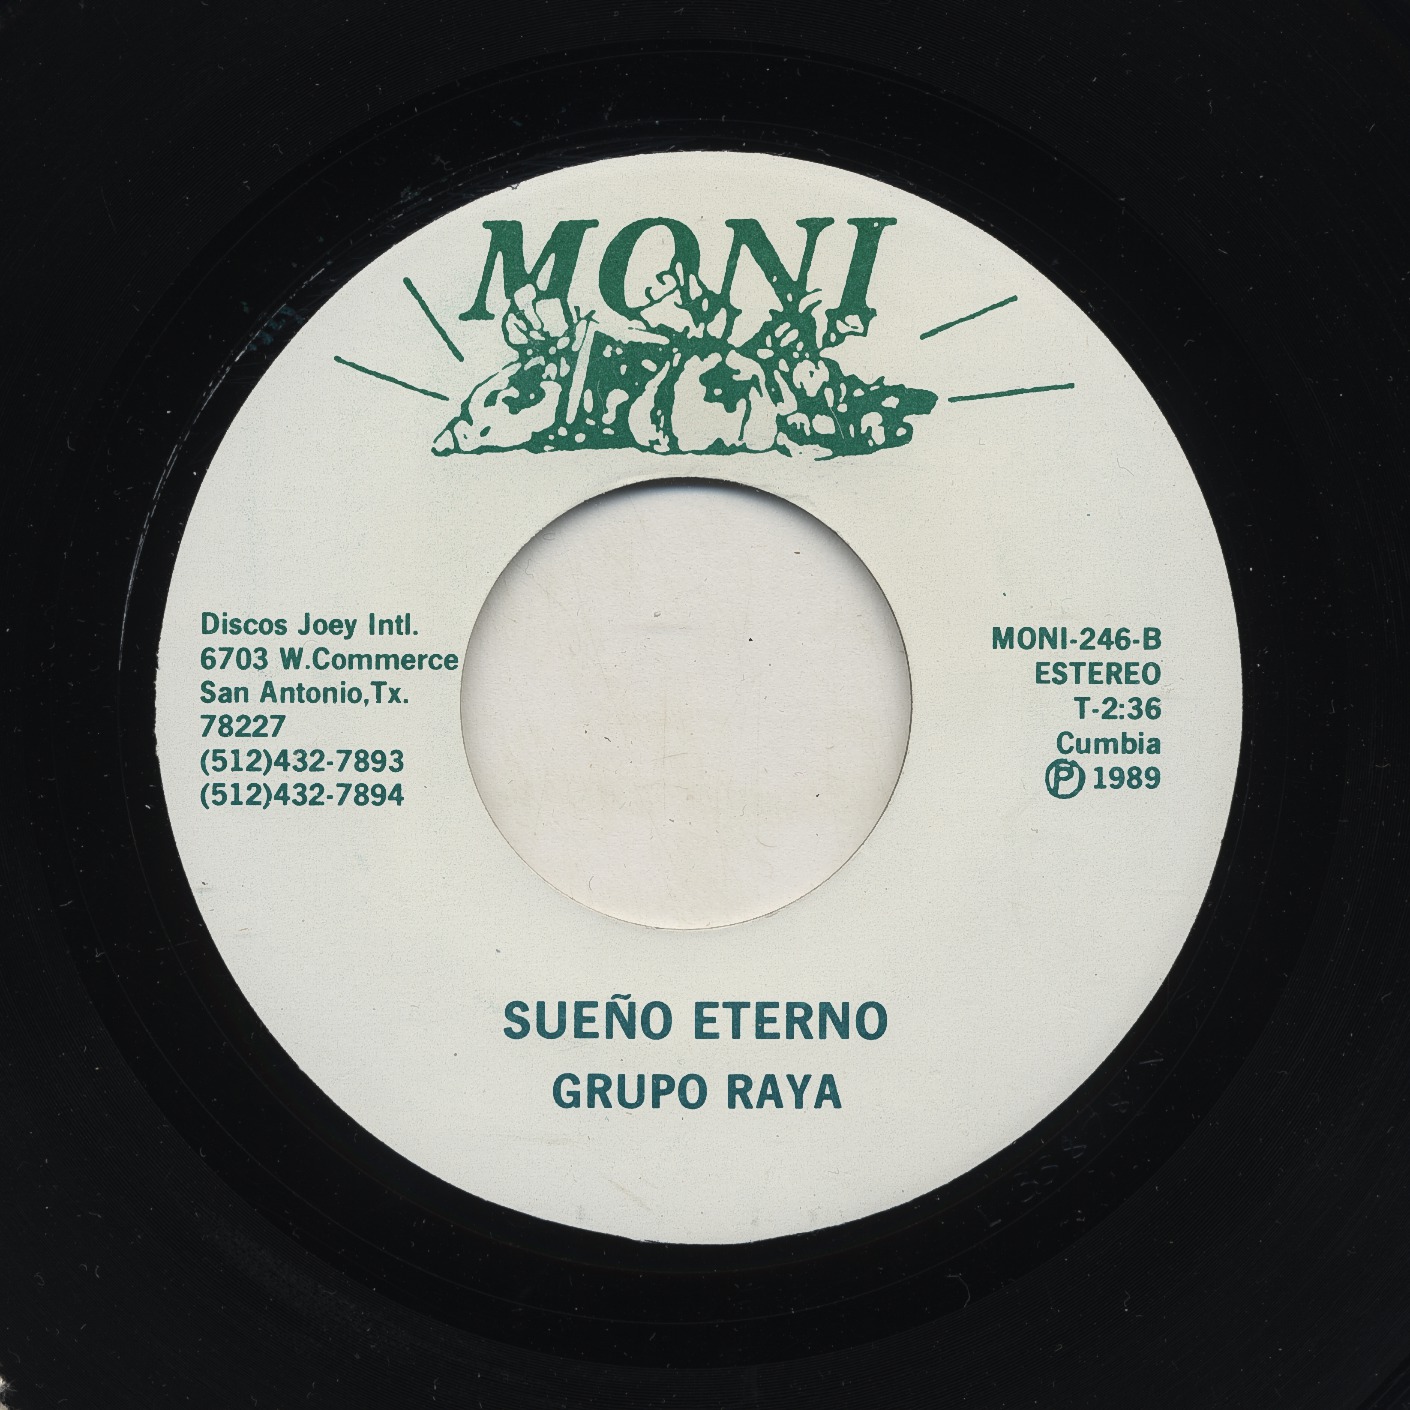 MONI
Discos Joey Intl.
6703 W.Commerce
San Antonio,Tx.
78227
(512)432-7893
(512)432-7894
MONI-246-B
ESTEREO
T-2:36
Cumbia
Ⓟ 1989
SUEÑO ETERNO
GRUPO RAYA